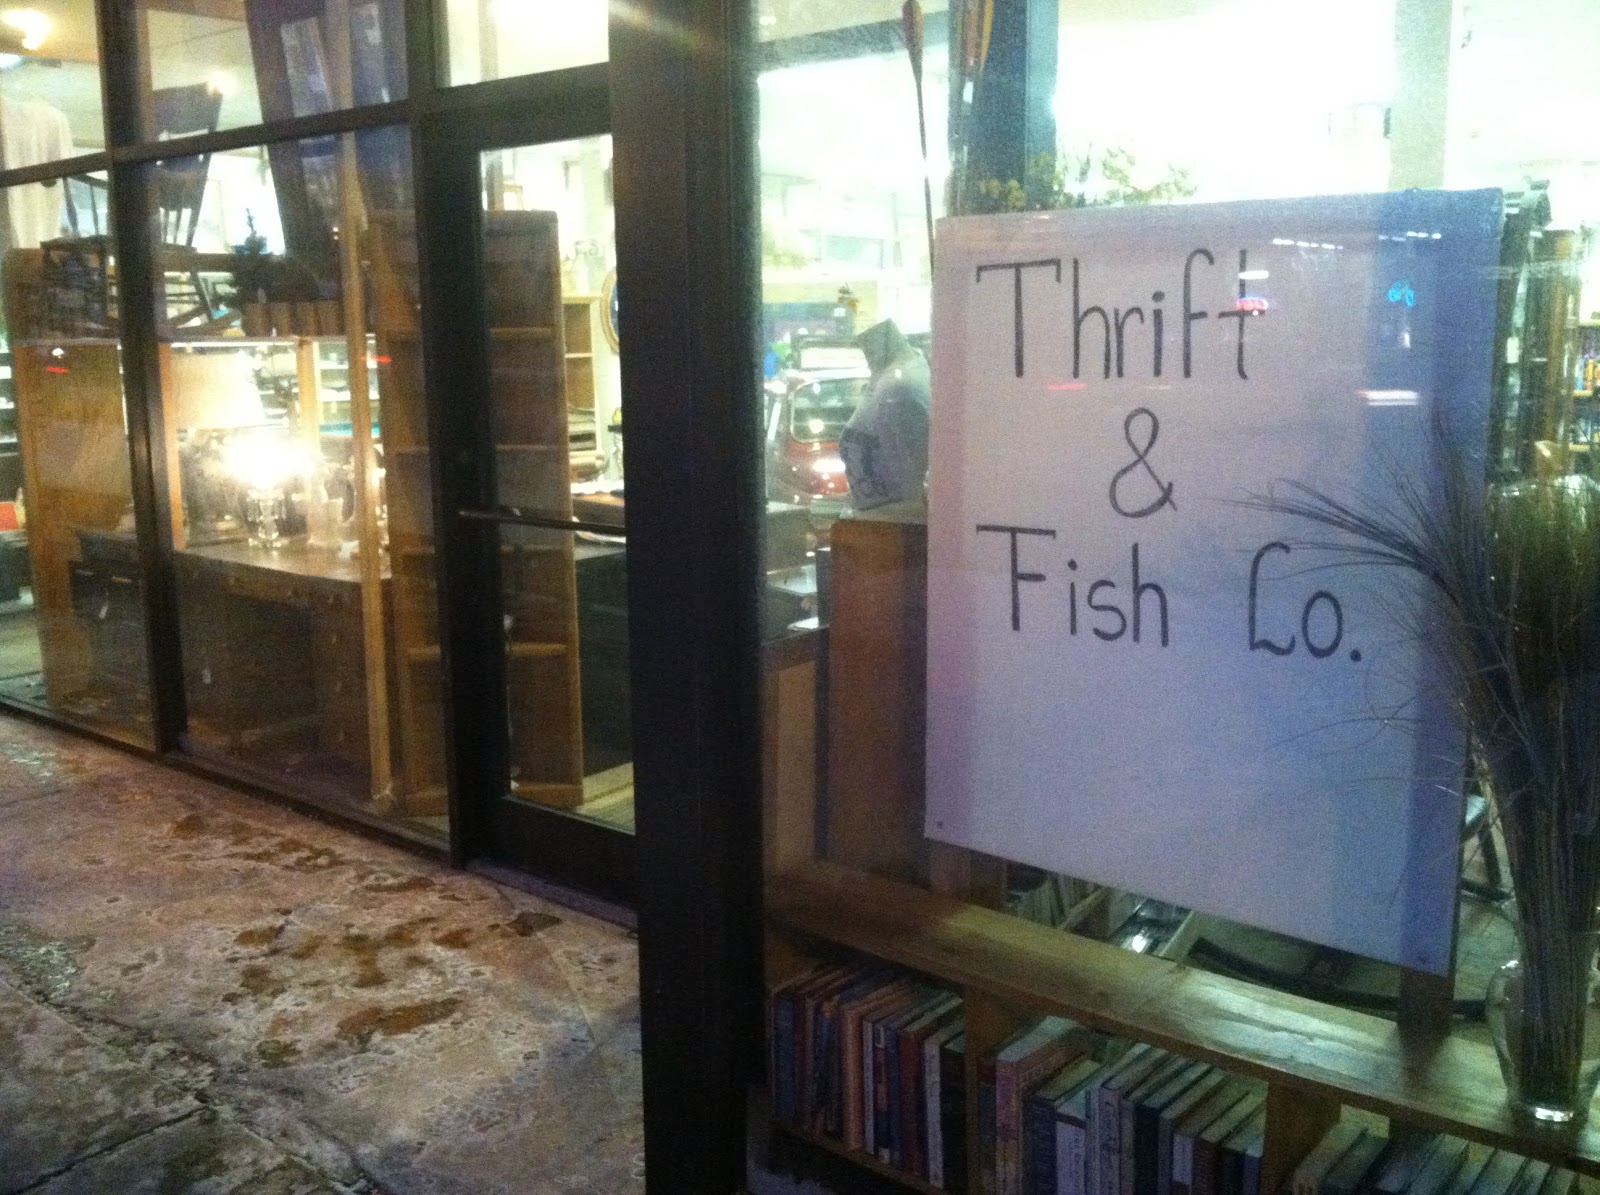 Thrift
&
Fish Co.